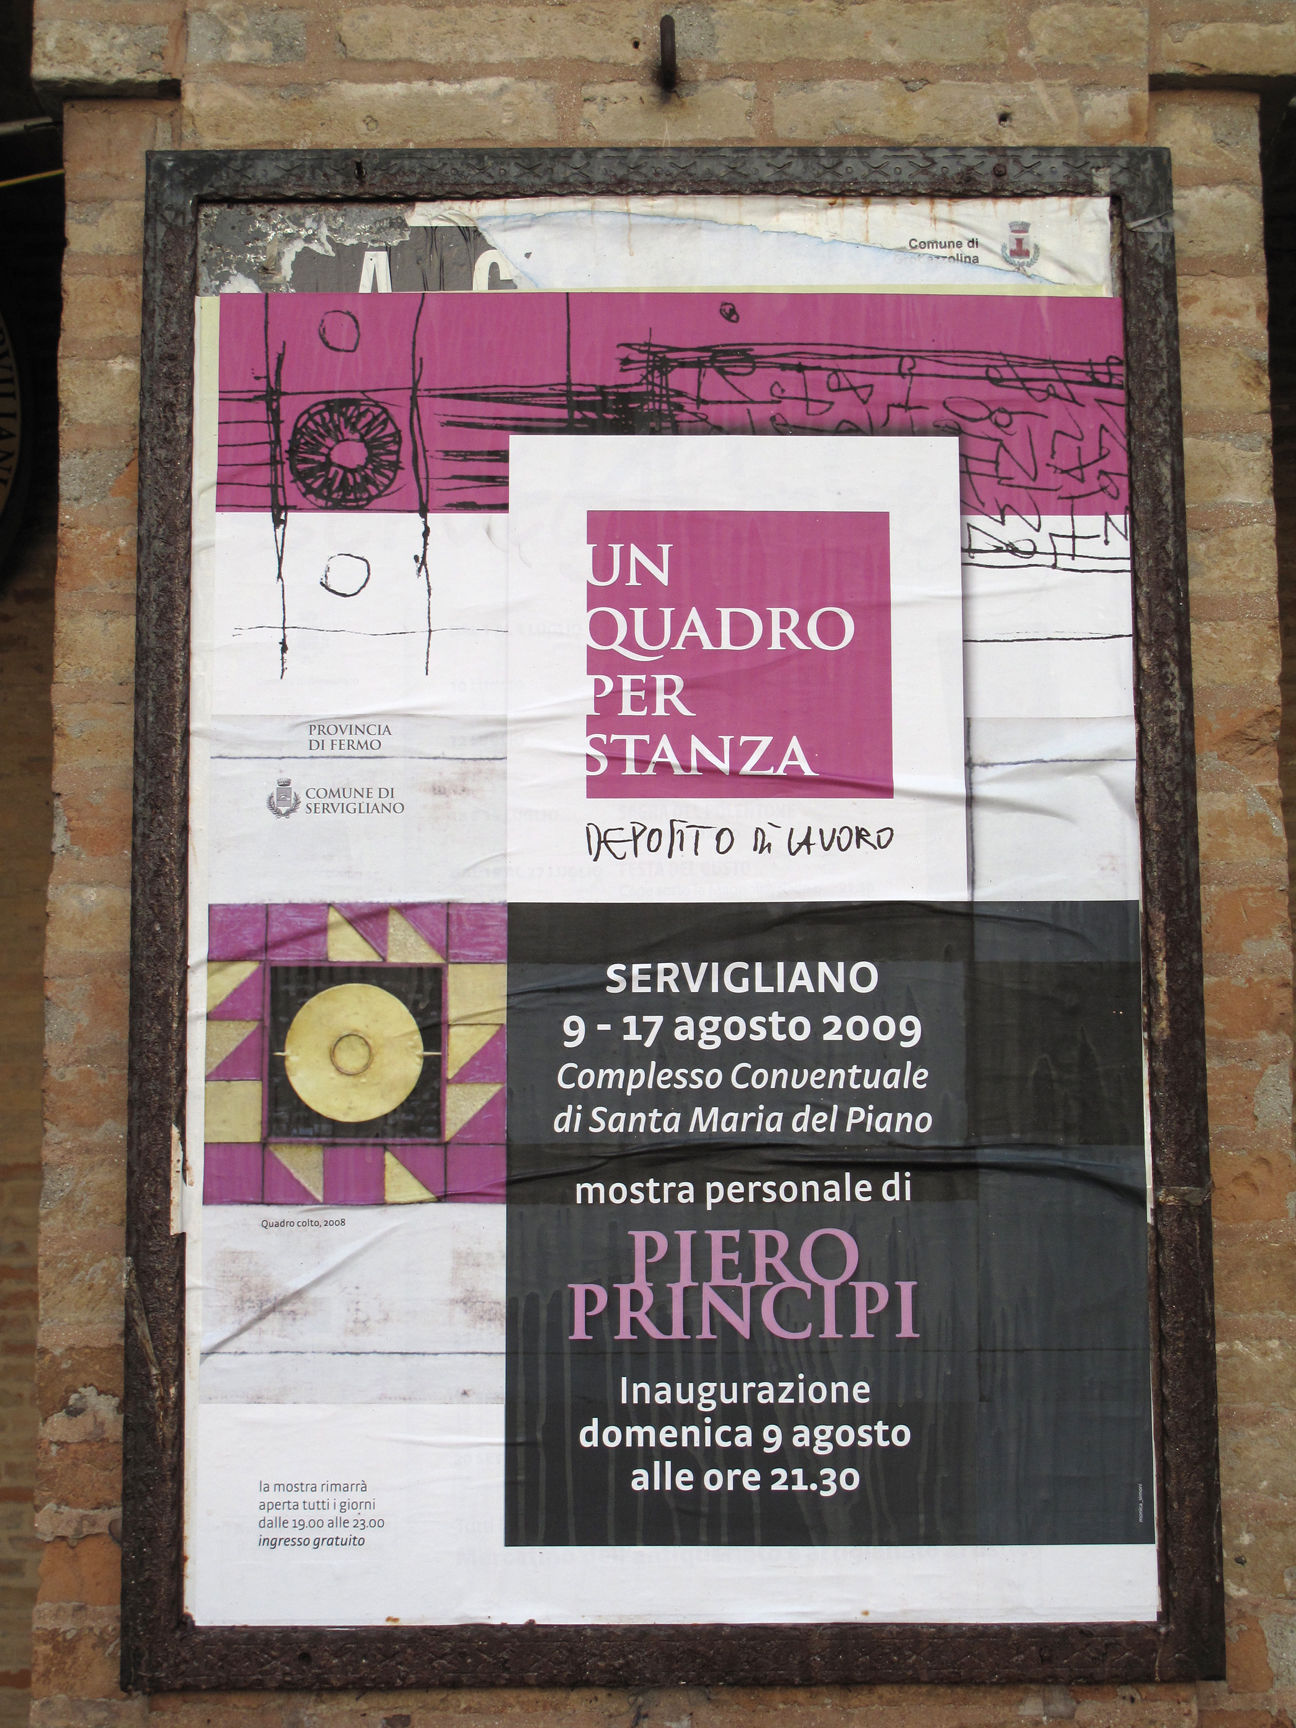 Comune di
UN
QUADRO
PER
STANZA
DEPOSITO DI LAVORO
PROVINCIA
DI FERMO
COMUNE DI
SERVIGLIANO
SERVIGLIANO
9 - 17 agosto 2009
Complesso Conventuale
di Santa Maria del Piano
mostra personale di
PIERO
PRINCIPI
Inaugurazione
domenica 9 agosto
alle ore 21.30
Quadro colto, 2008
la mostra rimarrà
aperta tutti i giorni
dalle 19.00 alle 23.00
ingresso gratuito
monica_simoni